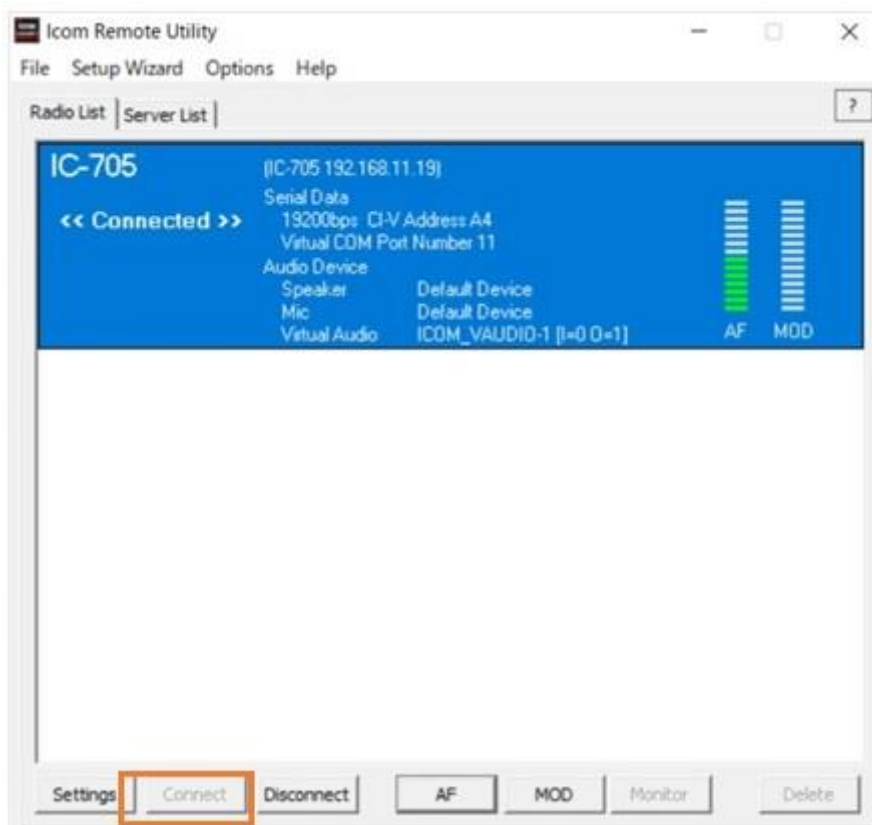 Icom Remote Utility
File Setup Wizard Options Help
Radio List Server List ?
IC-705 (IC-705 192.168.11.19)
<< Connected >>
Serial Data
19200bps CI-V Address A4
Virtual COM Port Number 11
Audio Device
Speaker Default Device
Mic Default Device
Virtual Audio ICOM_VAUDIO-1 [I=0 O=1]
AF MOD
Settings Connect Disconnect AF MOD Monitor Delete